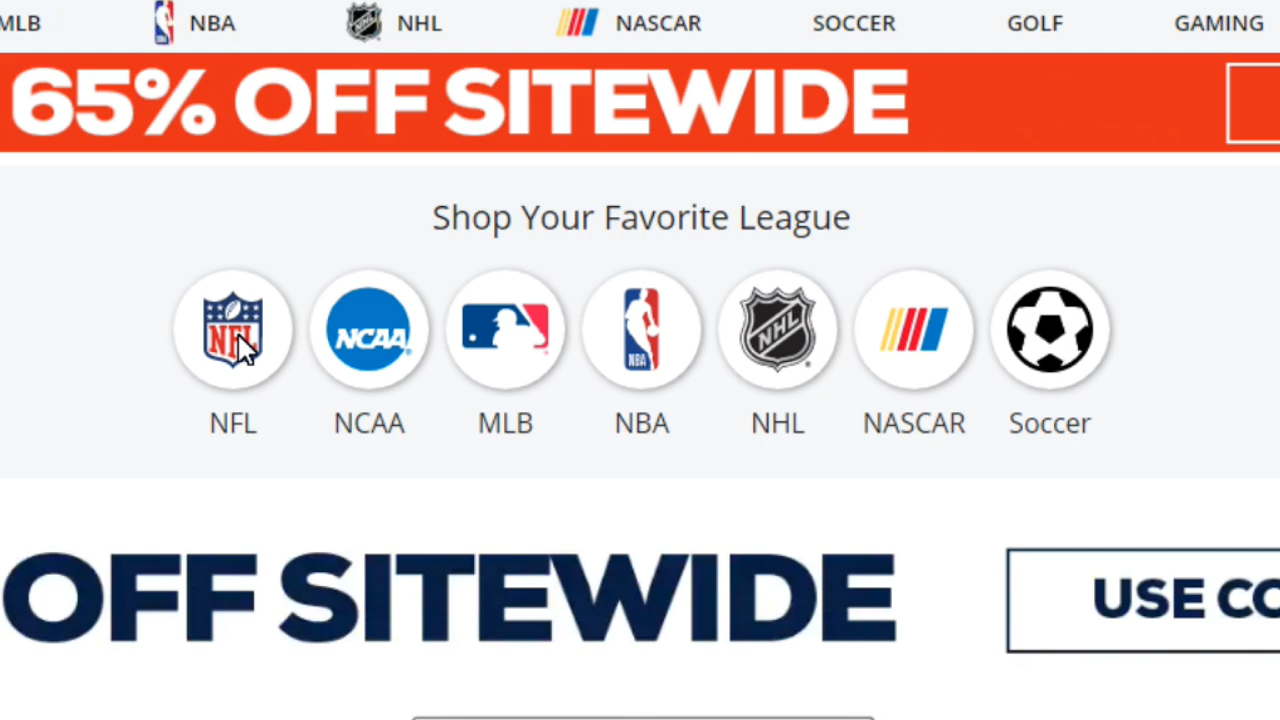 MLB NBA NHL NASCAR SOCCER GOLF GAMING
65% OFF SITEWIDE
Shop Your Favorite League
NFL NCAA MLB NBA NHL NASCAR Soccer
OFF SITEWIDE
USE CO